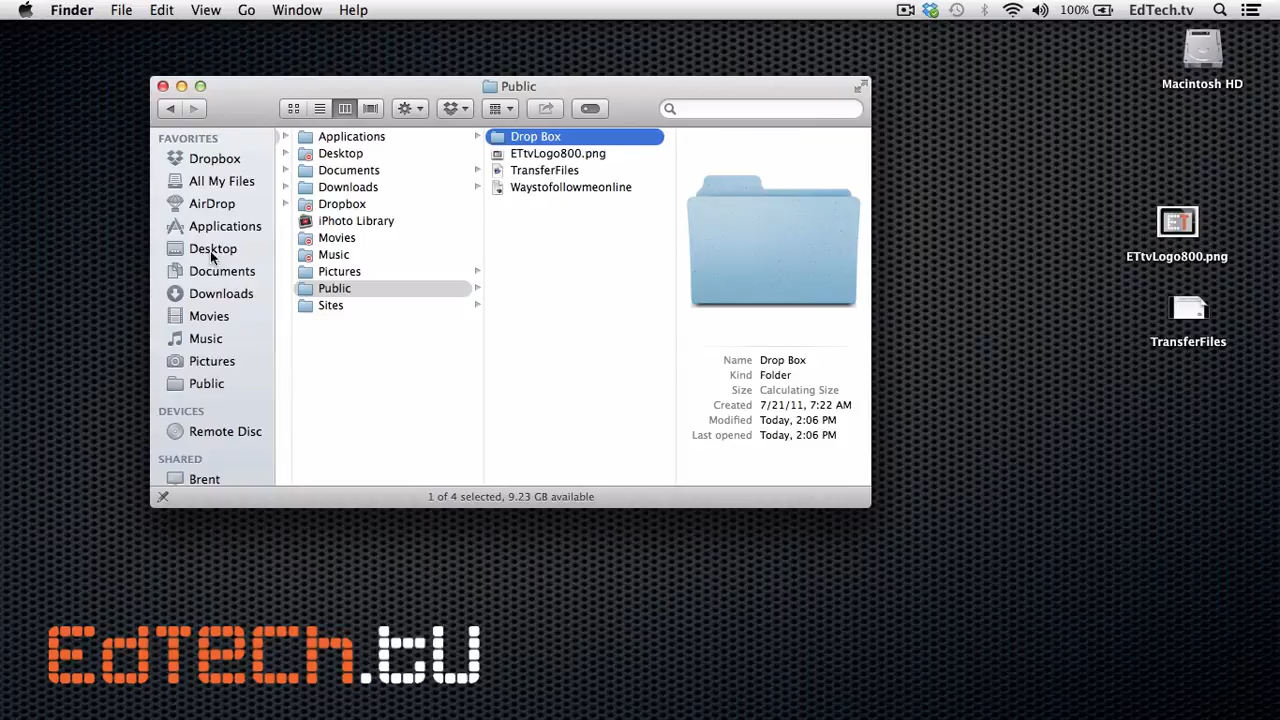 Finder File Edit View Go Window Help 100% EdTech.tv
Macintosh HD
ETtvLogo800.png
TransferFiles
Public
FAVORITES
Dropbox
All My Files
AirDrop
Applications
Desktop
Documents
Downloads
Movies
Music
Pictures
Public
DEVICES
Remote Disc
SHARED
Brent
Applications
Desktop
Documents
Downloads
Dropbox
iPhoto Library
Movies
Music
Pictures
Public
Sites
Drop Box
ETtvLogo800.png
TransferFiles
Waystofollowmeonline
Name Drop Box
Kind Folder
Size Calculating Size
Created 7/21/11, 7:22 AM
Modified Today, 2:06 PM
Last opened Today, 2:06 PM
1 of 4 selected, 9.23 GB available
EdTech.tv